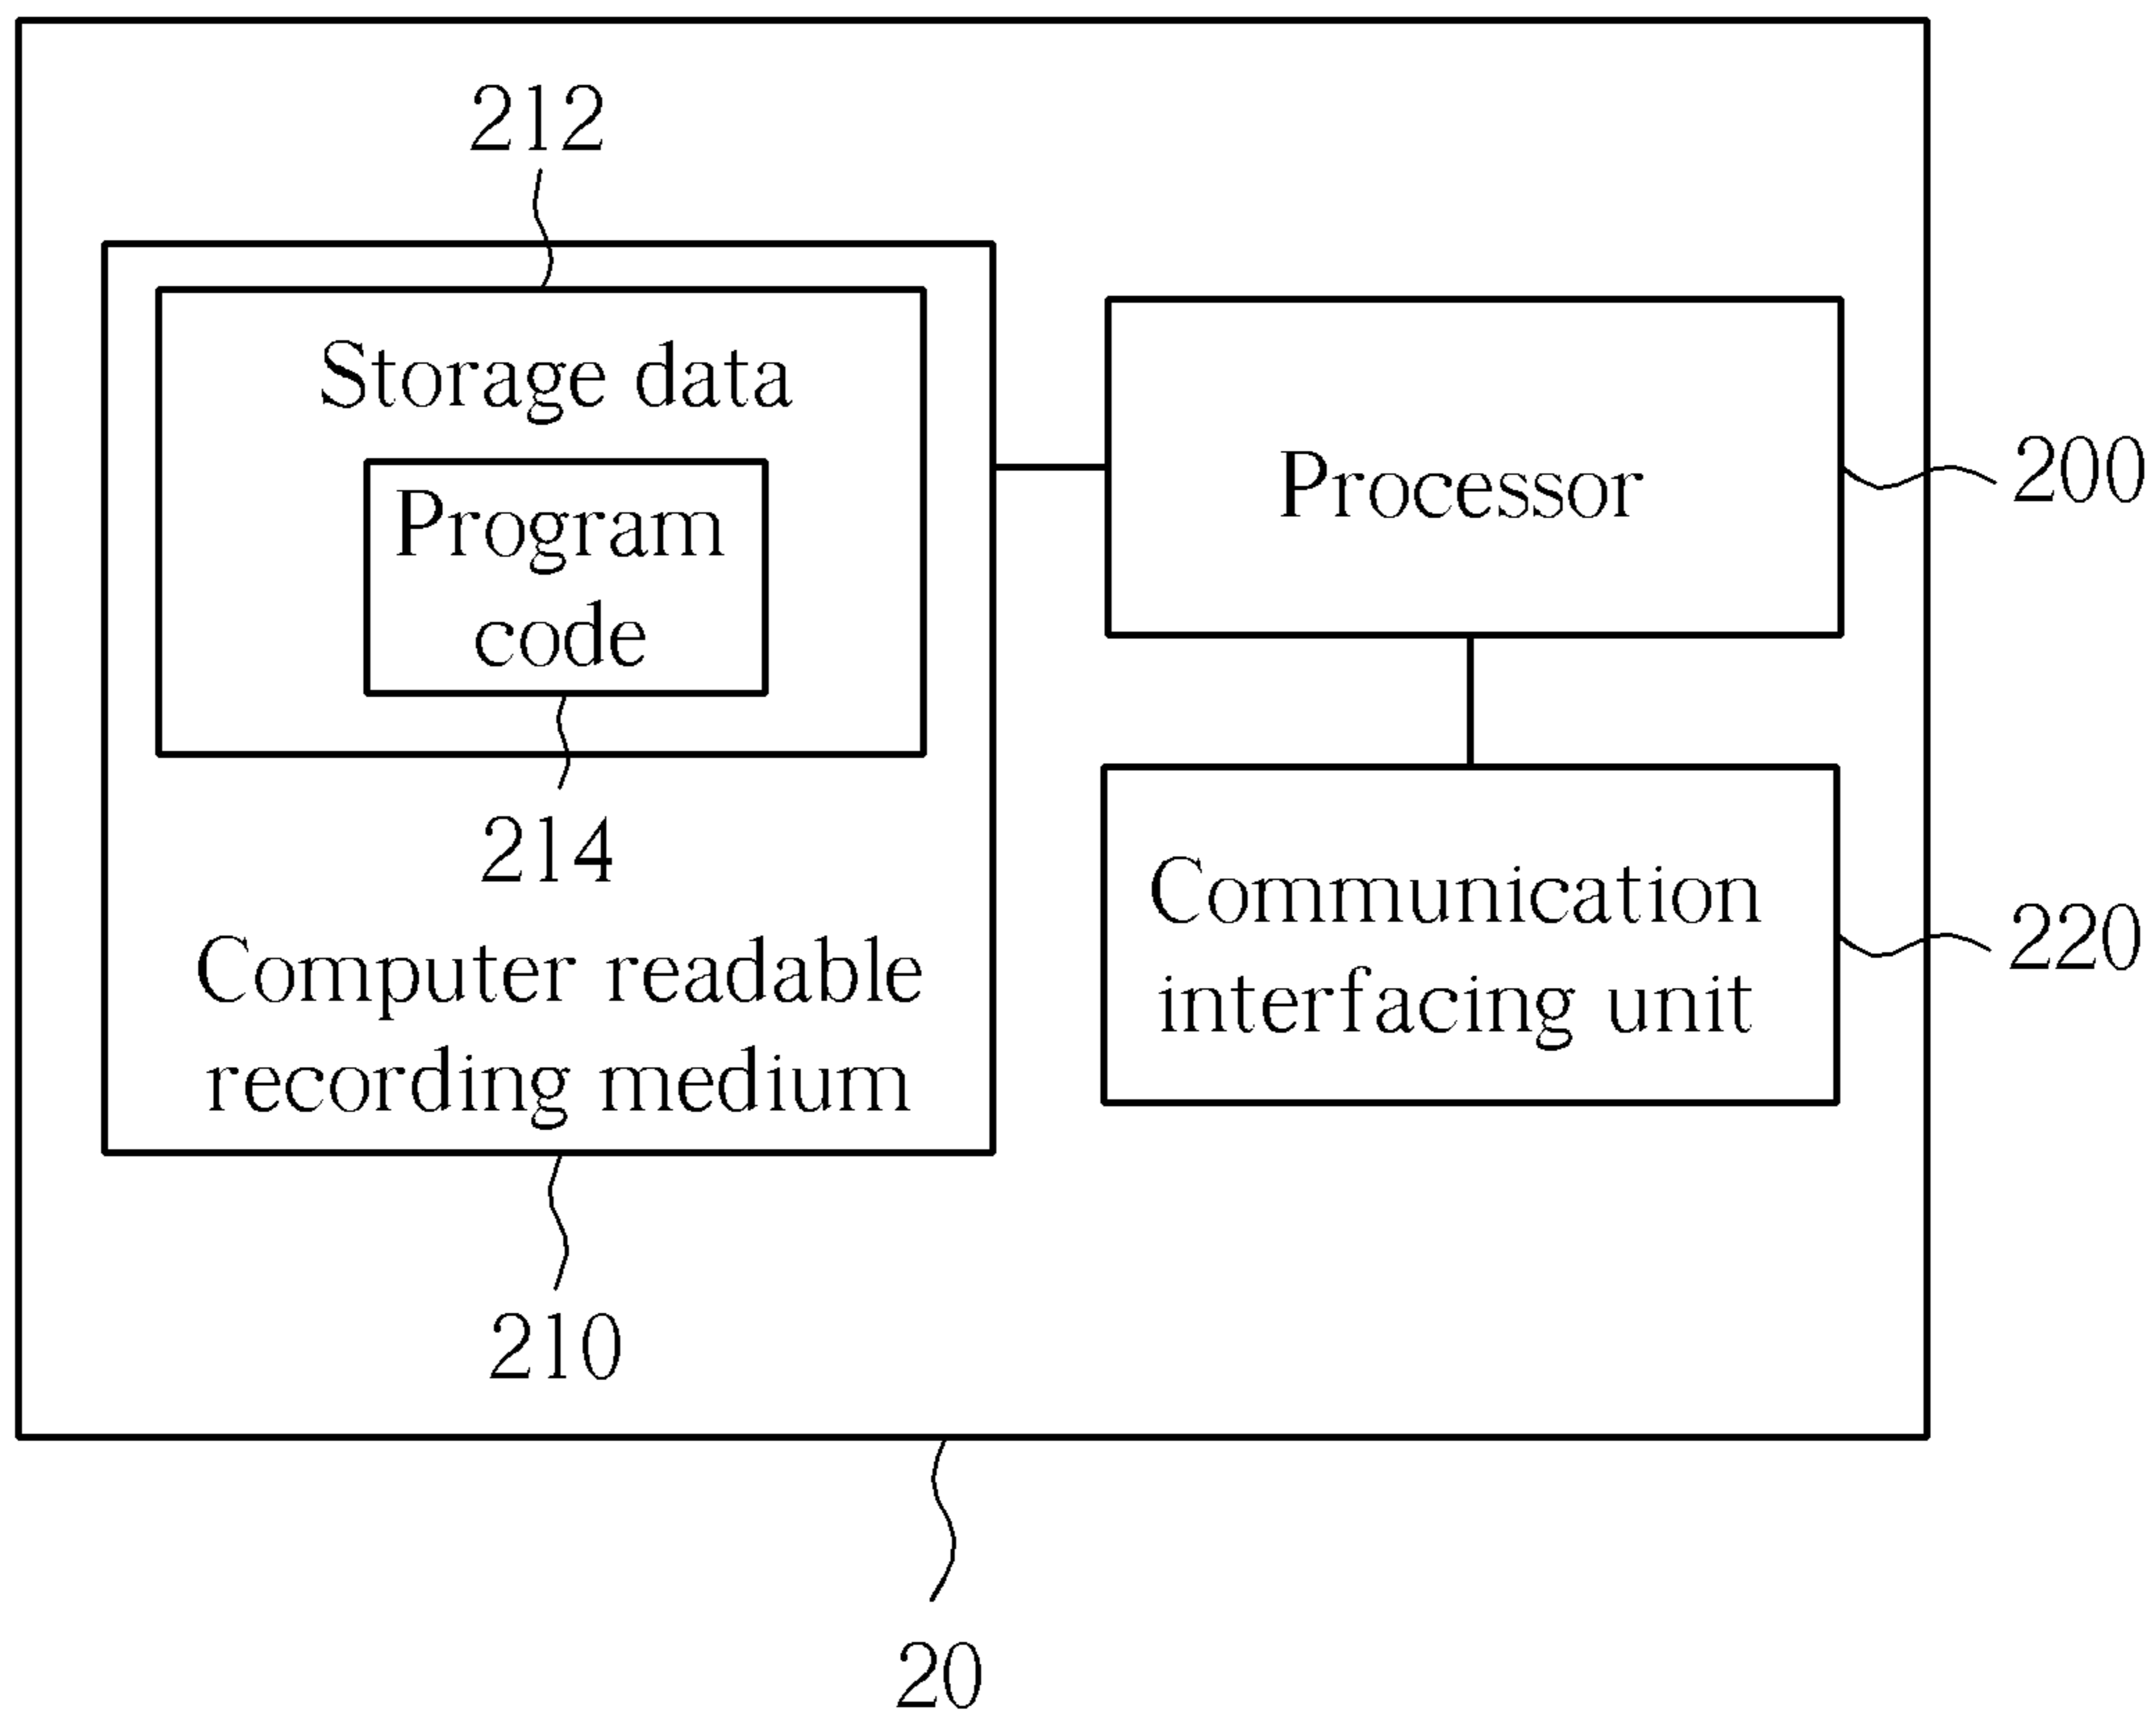 212
Storage data
Program
code
214
Computer readable
recording medium
210
Processor
200
Communication
interfacing unit
220
20